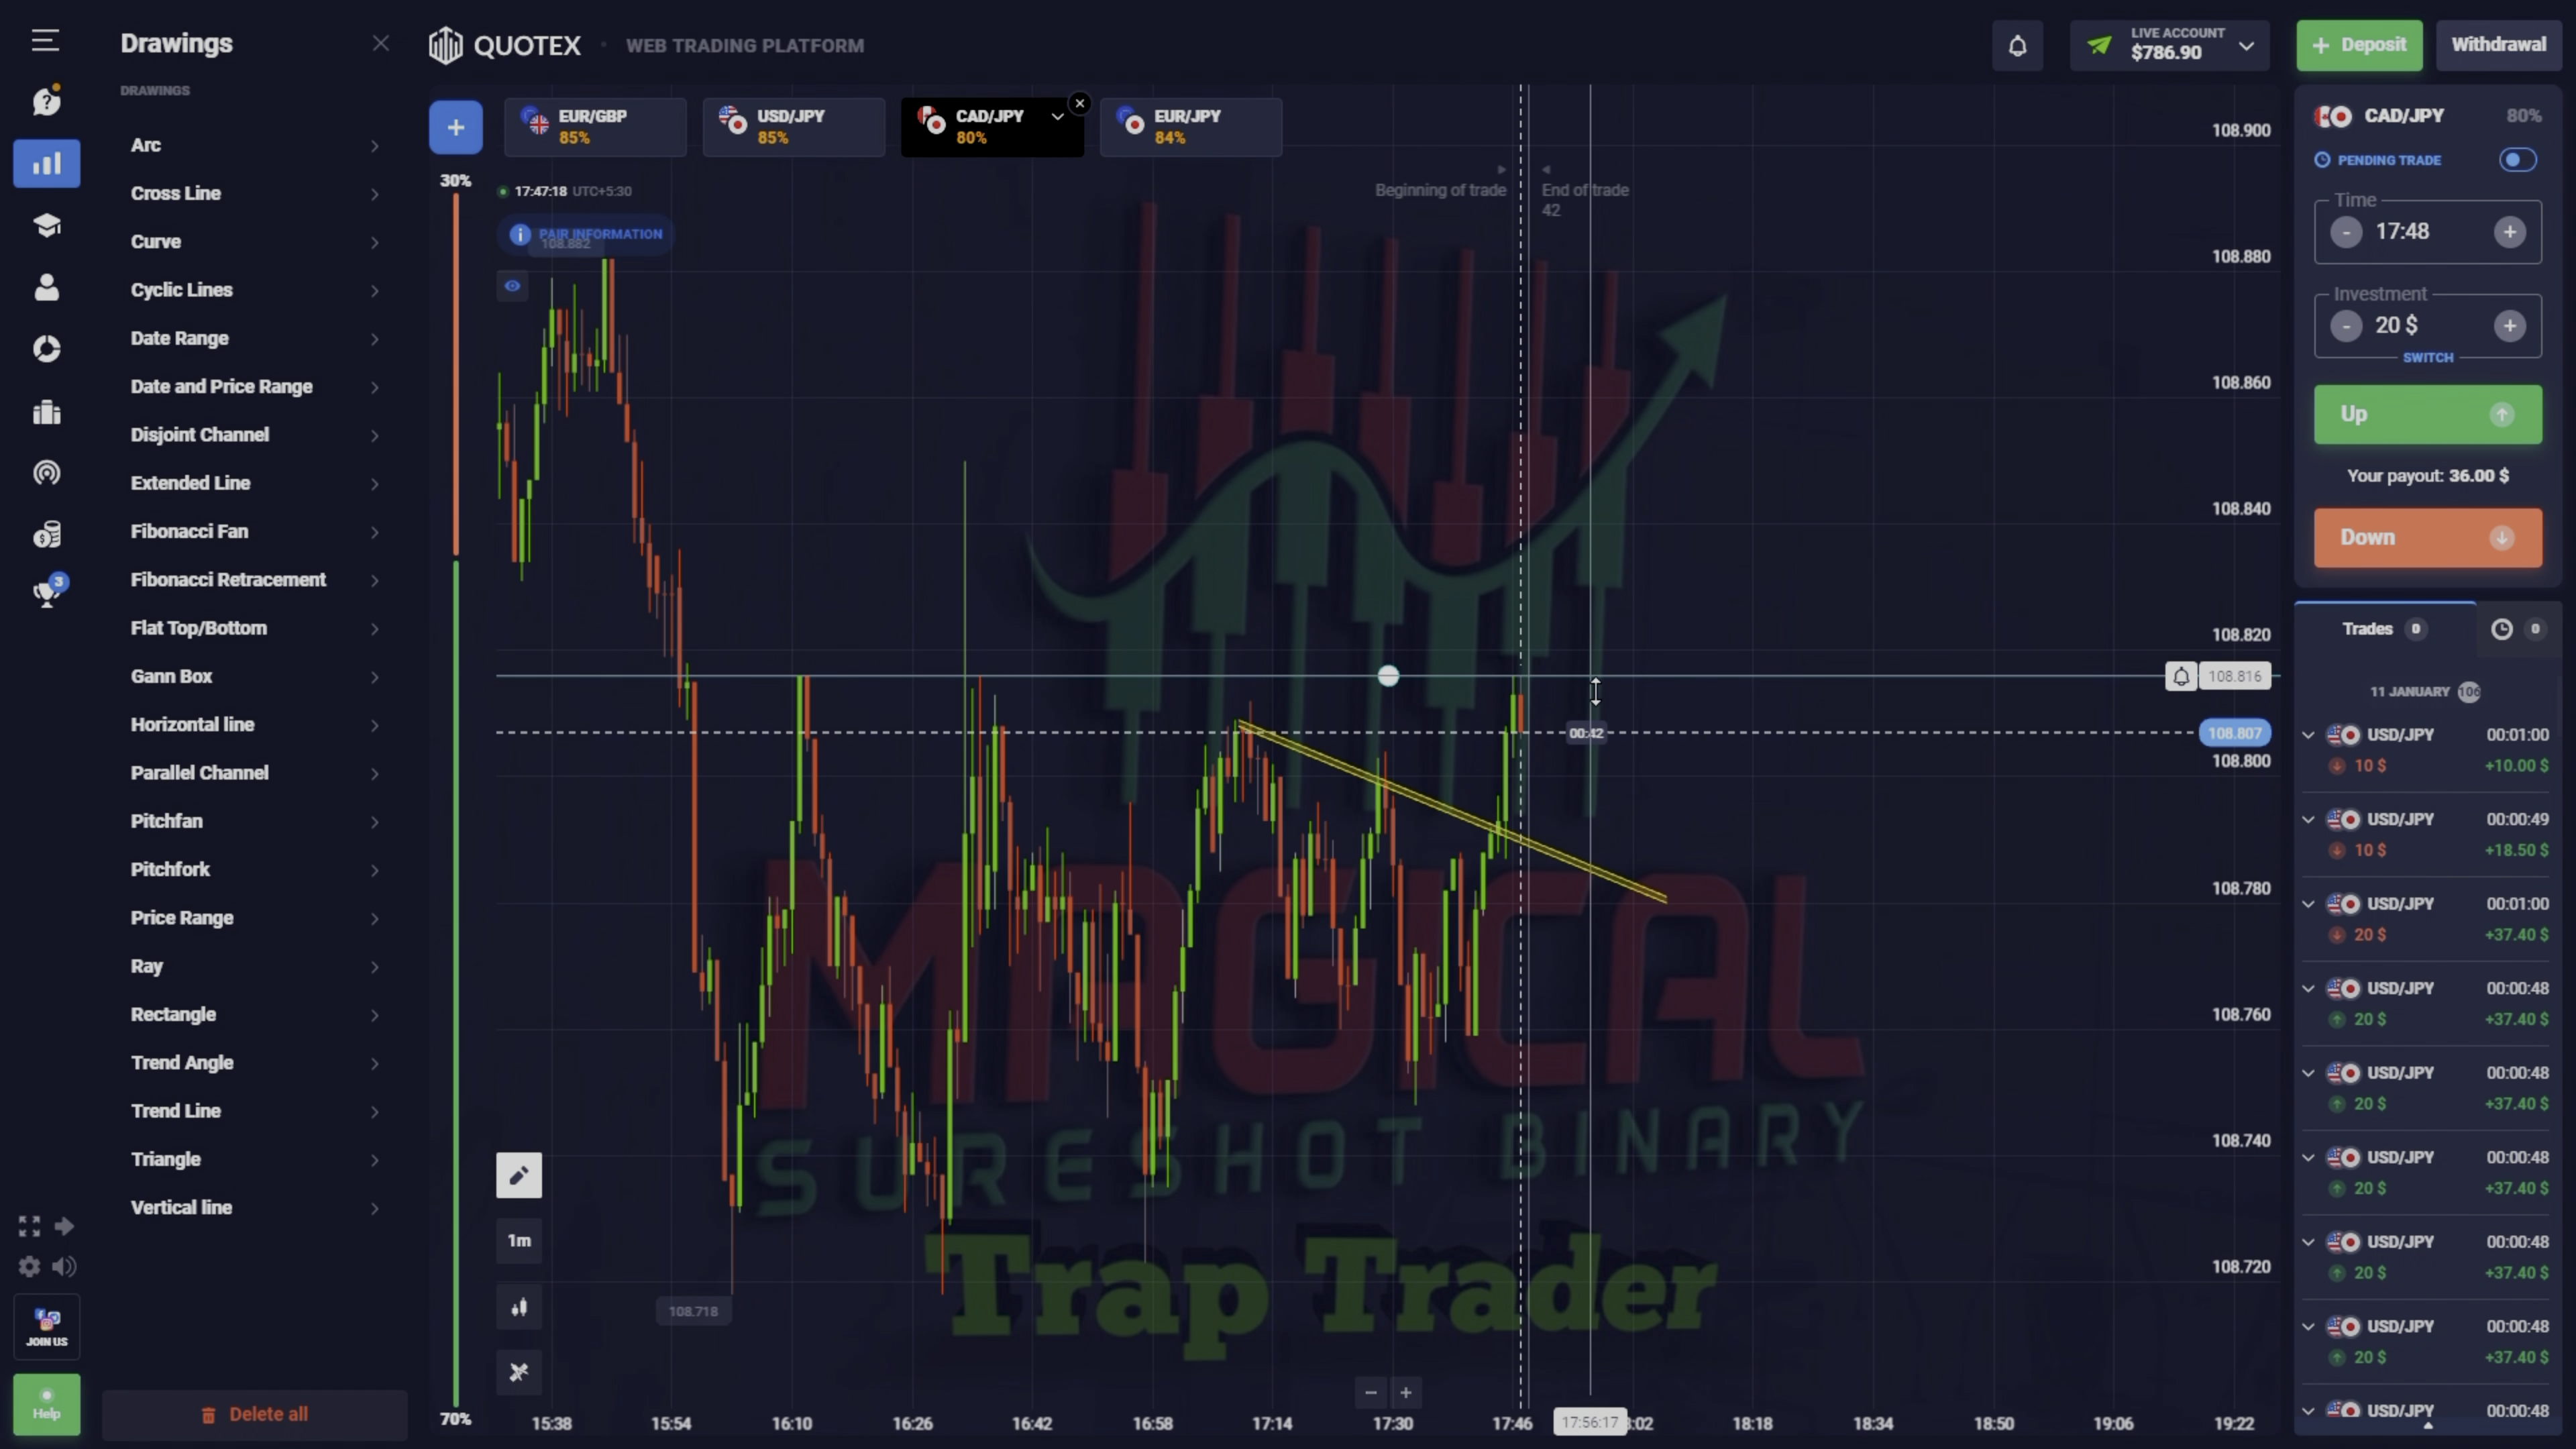 Drawings
DRAWINGS
Arc
Cross Line
Curve
Cyclic Lines
Date Range
Date and Price Range
Disjoint Channel
Extended Line
Fibonacci Fan
Fibonacci Retracement
Flat Top/Bottom
Gann Box
Horizontal line
Parallel Channel
Pitchfan
Pitchfork
Price Range
Ray
Rectangle
Trend Angle
Trend Line
Triangle
Vertical line
Delete all
3
JOIN US
Help
QUOTEX
WEB TRADING PLATFORM
LIVE ACCOUNT
$786.90
+ Deposit
Withdrawal
+
EUR/GBP
85%
USD/JPY
85%
CAD/JPY
80%
EUR/JPY
84%
30%
70%
17:47:18 UTC+5:30
PAIR INFORMATION
108.882
Beginning of trade
End of trade
42
108.900
108.880
108.860
108.840
108.820
108.816
108.807
108.800
108.780
108.760
108.740
108.720
00:42
108.718
MAGICAL
SURESHOT BINARY
Trap Trader
1m
- +
15:38 15:54 16:10 16:26 16:42 16:58 17:14 17:30 17:46 17:56:17 :02 18:18 18:34 18:50 19:06 19:22
CAD/JPY 80%
PENDING TRADE
Time
- 17:48 +
Investment
- 20 $ +
SWITCH
Up
Your payout: 36.00 $
Down
Trades 0 0
11 JANUARY 106
USD/JPY 00:01:00
10 $ +10.00 $
USD/JPY 00:00:49
10 $ +18.50 $
USD/JPY 00:01:00
20 $ +37.40 $
USD/JPY 00:00:48
20 $ +37.40 $
USD/JPY 00:00:48
20 $ +37.40 $
USD/JPY 00:00:48
20 $ +37.40 $
USD/JPY 00:00:48
20 $ +37.40 $
USD/JPY 00:00:48
20 $ +37.40 $
USD/JPY 00:00:48